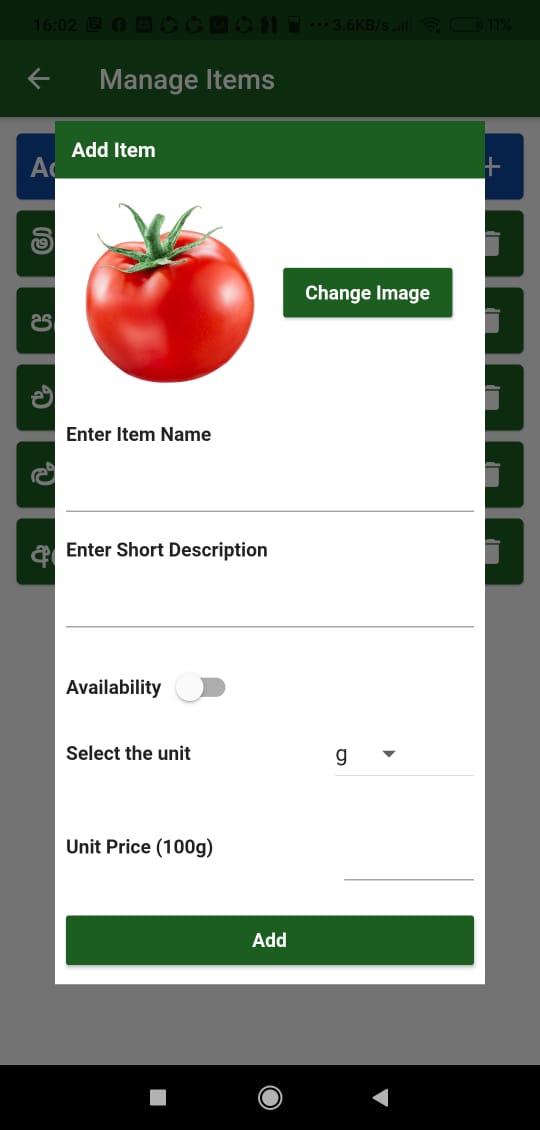 16:02
3.6KB/s
11%
Manage Items
Add Item
Change Image
Enter Item Name
Enter Short Description
Availability
Select the unit
g
Unit Price (100g)
Add